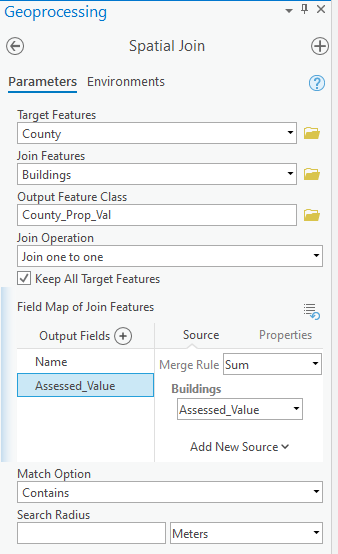 Geoprocessing
Spatial Join
Parameters Environments
?
Target Features
County
Join Features
Buildings
Output Feature Class
County_Prop_Val
Join Operation
Join one to one
Keep All Target Features
Field Map of Join Features
Output Fields Source Properties
Name Merge Rule Sum
Assessed_Value Buildings
Assessed_Value
Add New Source
Match Option
Contains
Search Radius
Meters